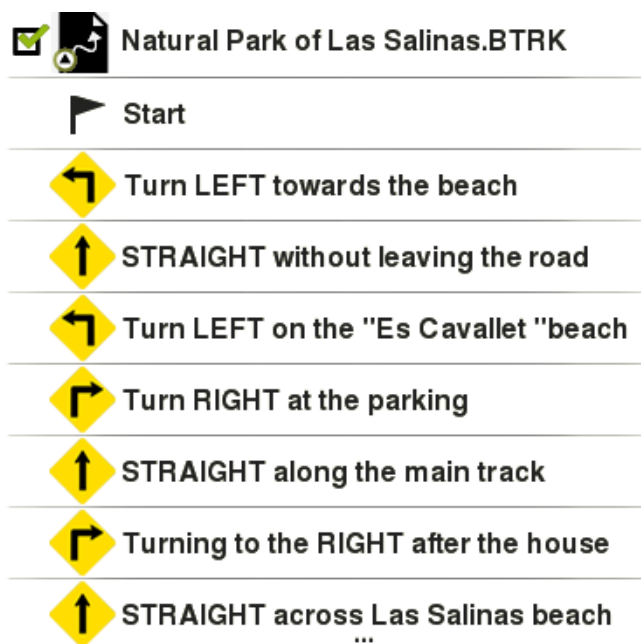 Natural Park of Las Salinas.BTRK
Start
Turn LEFT towards the beach
STRAIGHT without leaving the road
Turn LEFT on the "Es Cavallet "beach
Turn RIGHT at the parking
STRAIGHT along the main track
Turning to the RIGHT after the house
STRAIGHT across Las Salinas beach
...